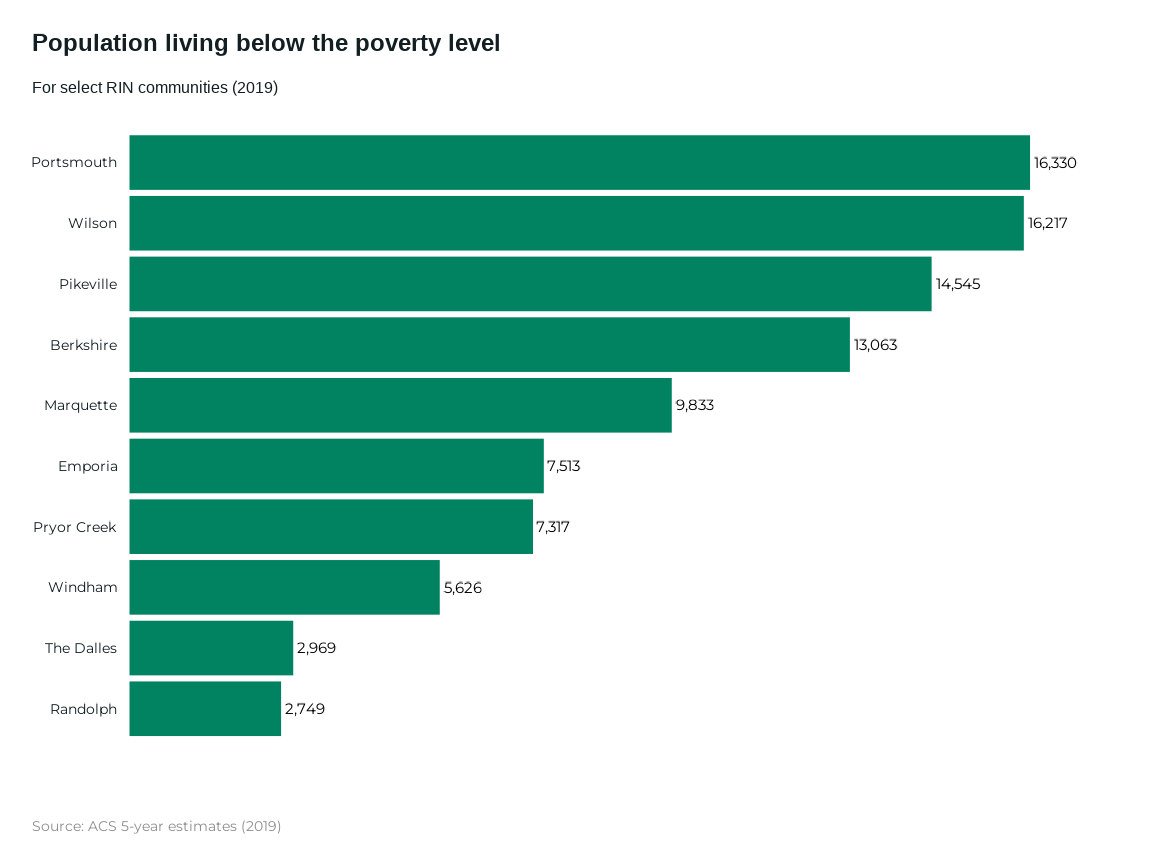 Population living below the poverty level
For select RIN communities (2019)
Portsmouth 16,330
Wilson 16,217
Pikeville 14,545
Berkshire 13,063
Marquette 9,833
Emporia 7,513
Pryor Creek 7,317
Windham 5,626
The Dalles 2,969
Randolph 2,749
Source: ACS 5-year estimates (2019)